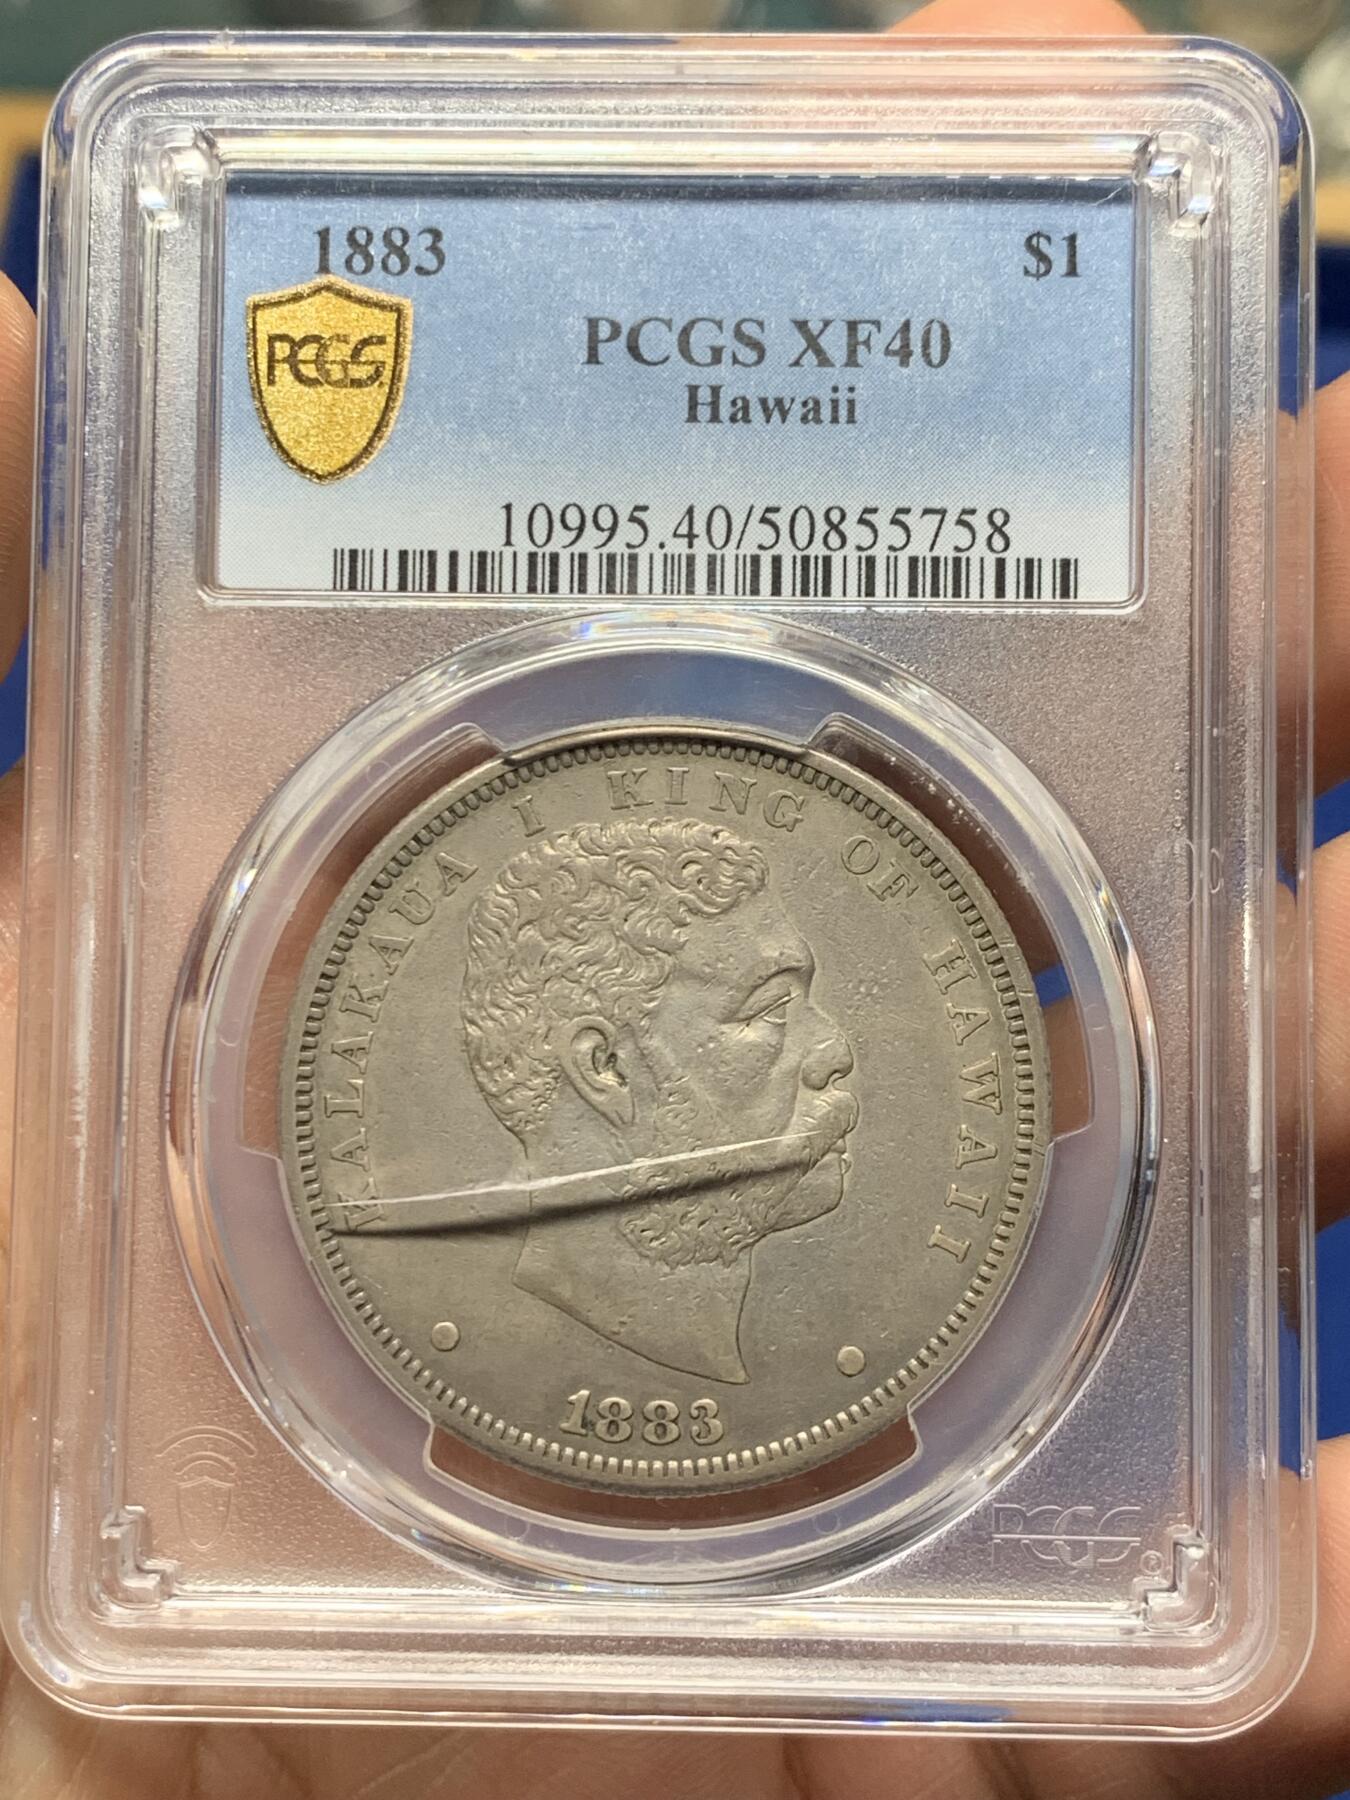 1883 $1
PCGS
PCGS XF40
Hawaii
10995.40/50855758
KALAKAUA I KING OF HAWAII
1883
PCGS